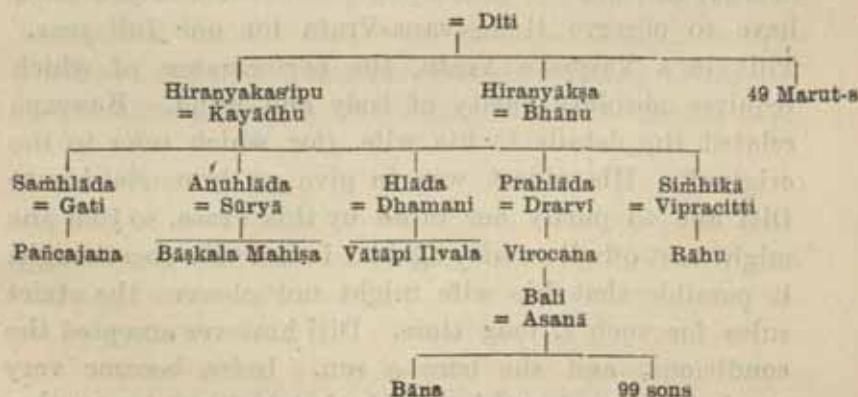 = Diti
Hiraṇyakaśipu Hiraṇyākṣa 49 Marut-s
= Kayādhu = Bhānu
Saṁhlāda Anuhlāda Hlāda Prahlāda Siṁhikā
= Gati = Sūryā = Dhamani = Drarvī = Vipracitti
Pañcajana Bāṣkala Mahiṣa Vātāpi Ilvala Virocana Rāhu
Bali
= Asanā
Bāṇa 99 sons